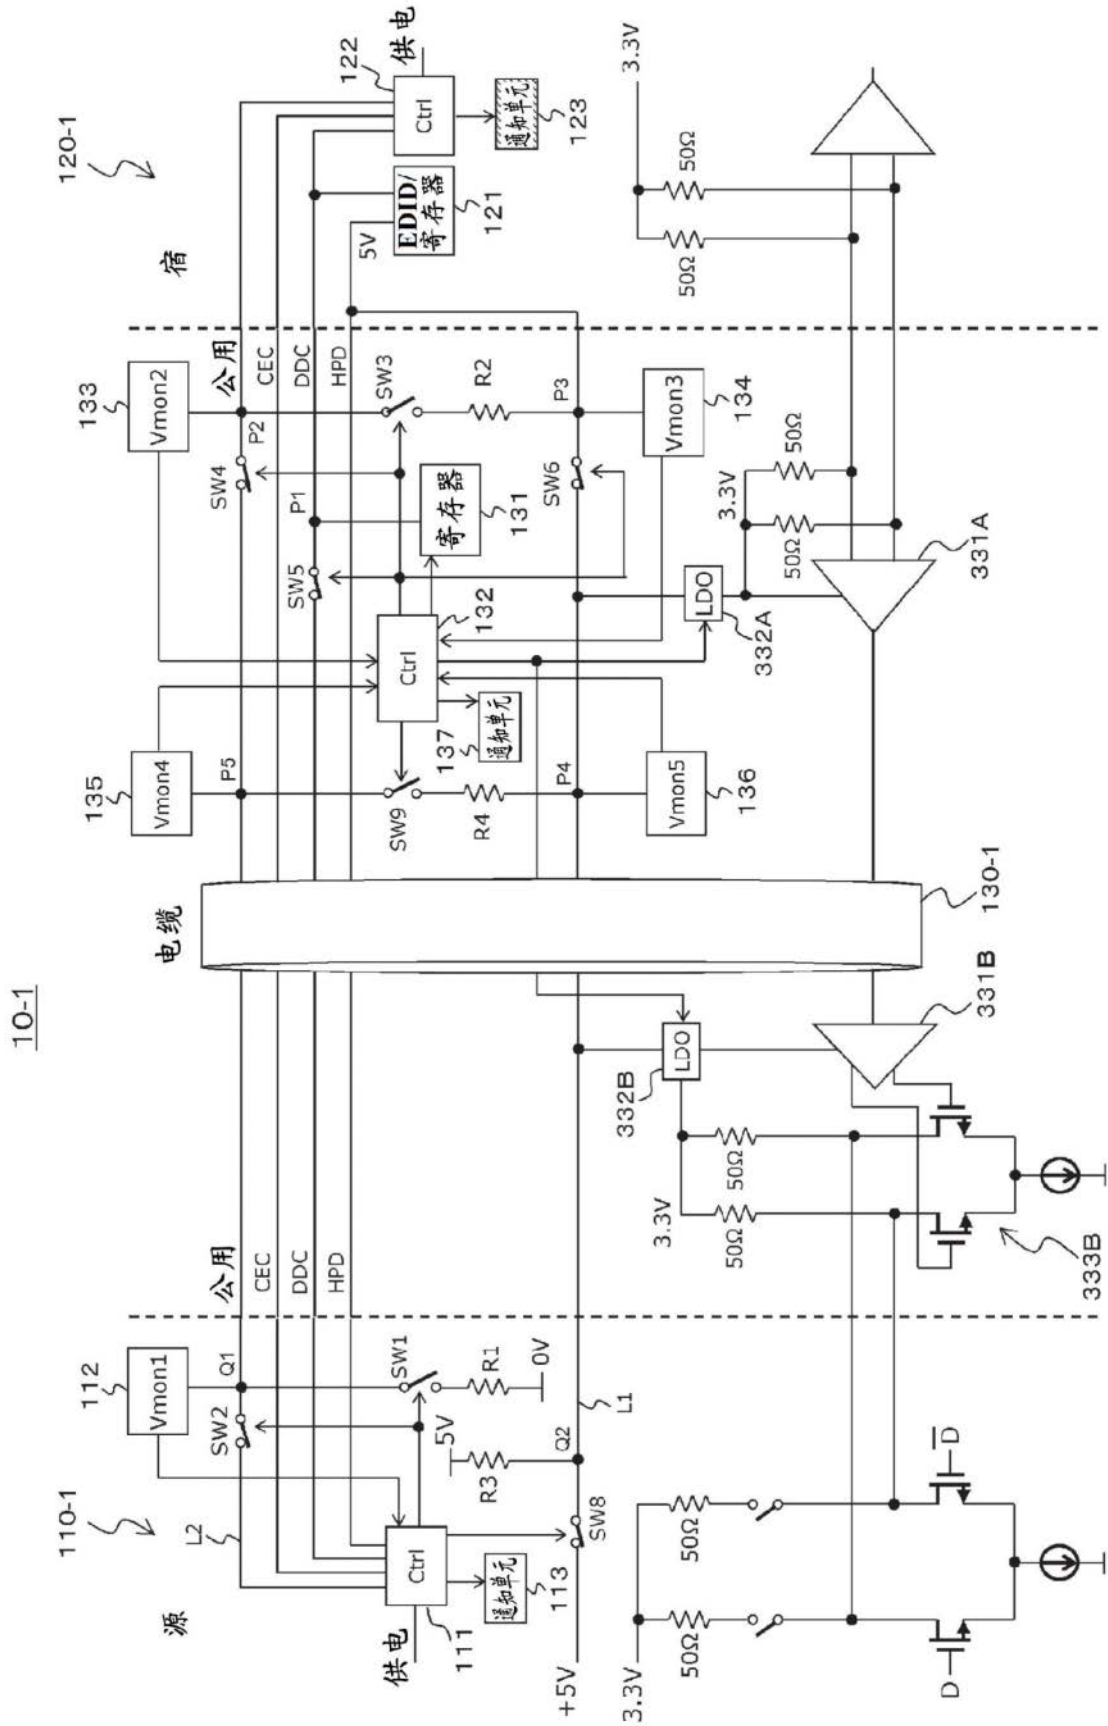 10-1
110-1
源
电缆
120-1
宿
112
Vmon1
135
Vmon4
133
Vmon2
L2
SW2
Q1
公用
CEC
DDC
HPD
P5
SW4
P2
公用
CEC
DDC
HPD
SW5
P1
供电
Ctrl
111
通知单元
113
SW1
R1
0V
5V
R3
Q2
L1
SW8
+5V
SW9
R4
P4
Ctrl
132
137
通知单元
寄存器
131
SW3
R2
P3
SW6
5V
EDID/
寄存器
121
Ctrl
122
供电
通知单元
123
Vmon5
136
Vmon3
134
LDO
332B
LDO
332A
3.3V
50Ω
50Ω
3.3V
50Ω
50Ω
3.3V
50Ω
50Ω
3.3V
50Ω
50Ω
130-1
331B
331A
333B
D
D